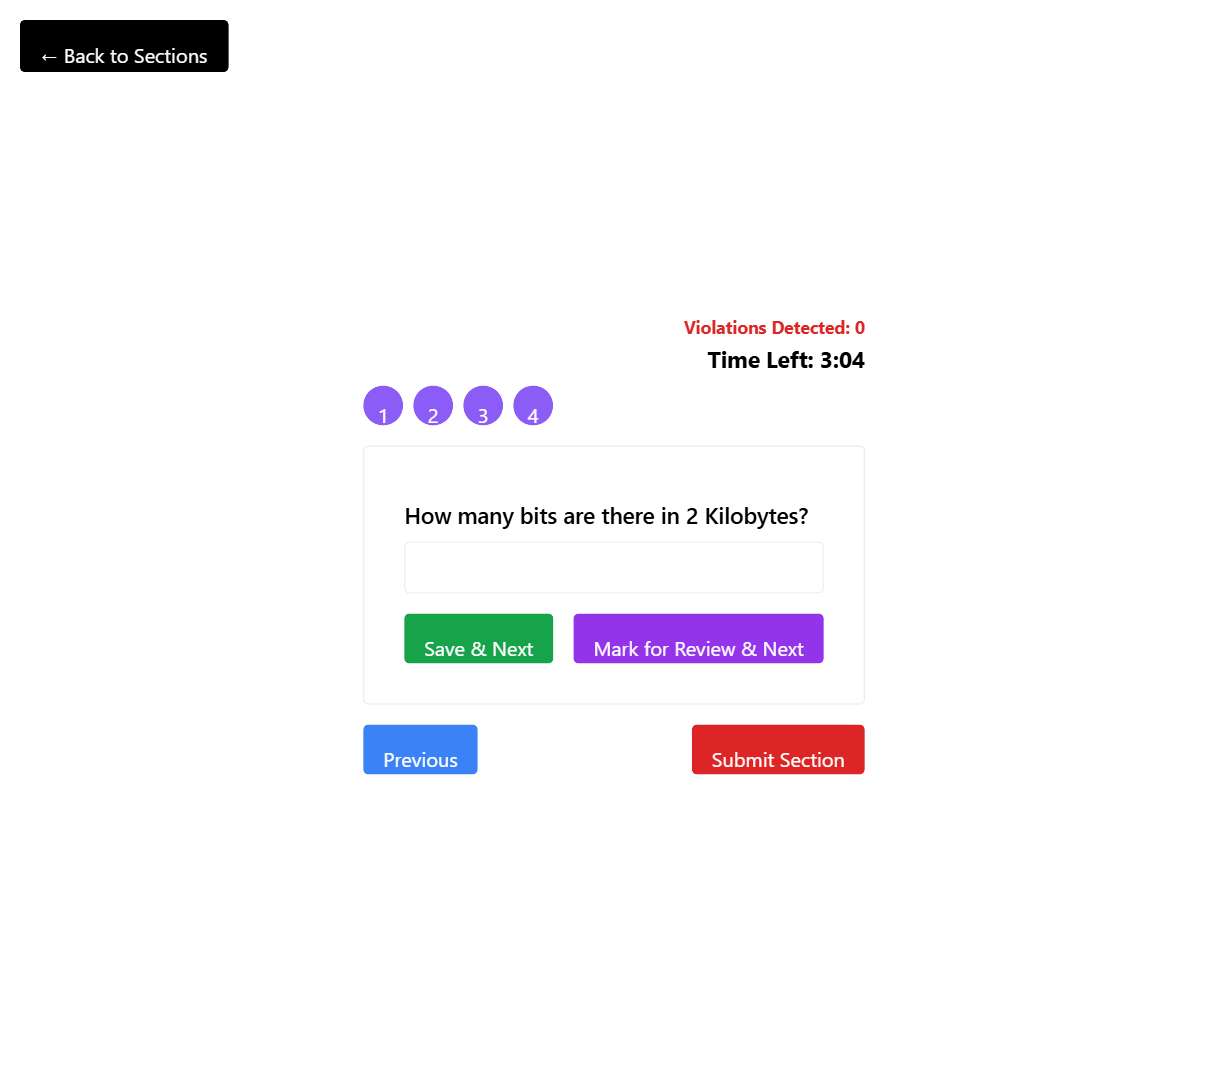 ← Back to Sections
Violations Detected: 0
Time Left: 3:04
1 2 3 4
How many bits are there in 2 Kilobytes?
Save & Next Mark for Review & Next
Previous Submit Section